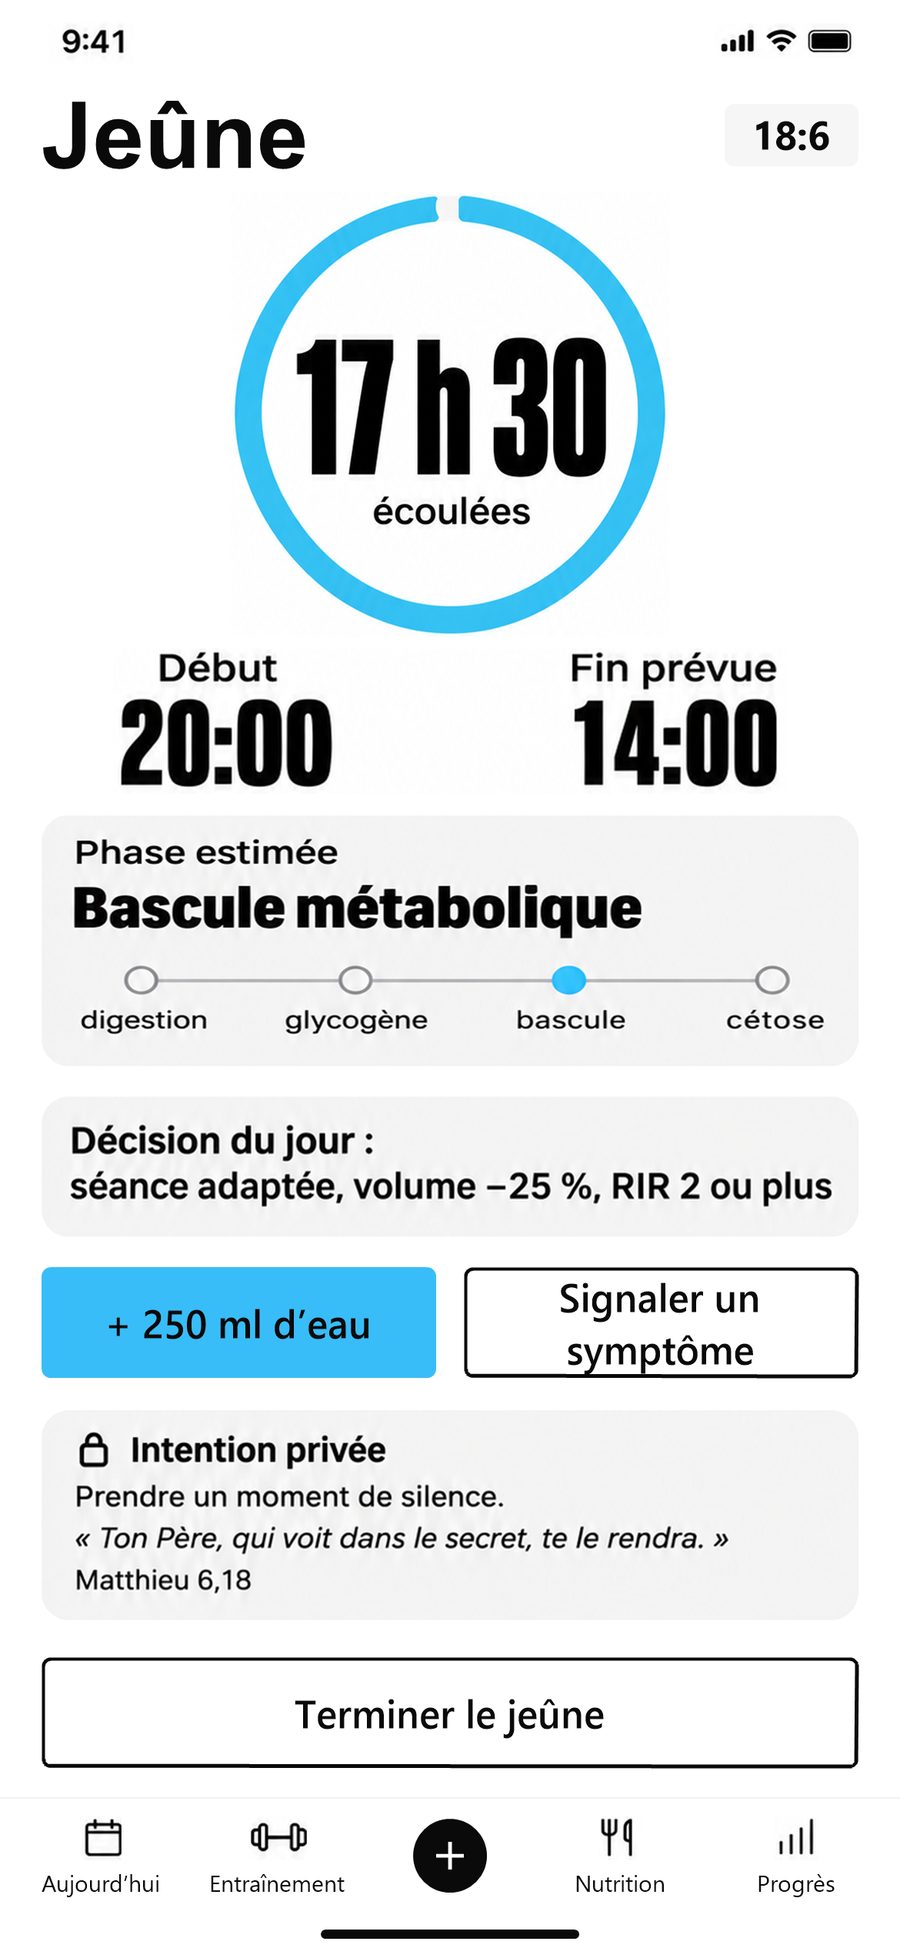 9:41
Jeûne
18:6
17 h 30
écoulées
Début
20:00
Fin prévue
14:00
Phase estimée
Bascule métabolique
digestion
glycogène
bascule
cétose
Décision du jour :
séance adaptée, volume −25 %, RIR 2 ou plus
+ 250 ml d’eau
Signaler un
symptôme
Intention privée
Prendre un moment de silence.
« Ton Père, qui voit dans le secret, te le rendra. »
Matthieu 6,18
Terminer le jeûne
Aujourd’hui
Entraînement
+
Nutrition
Progrès